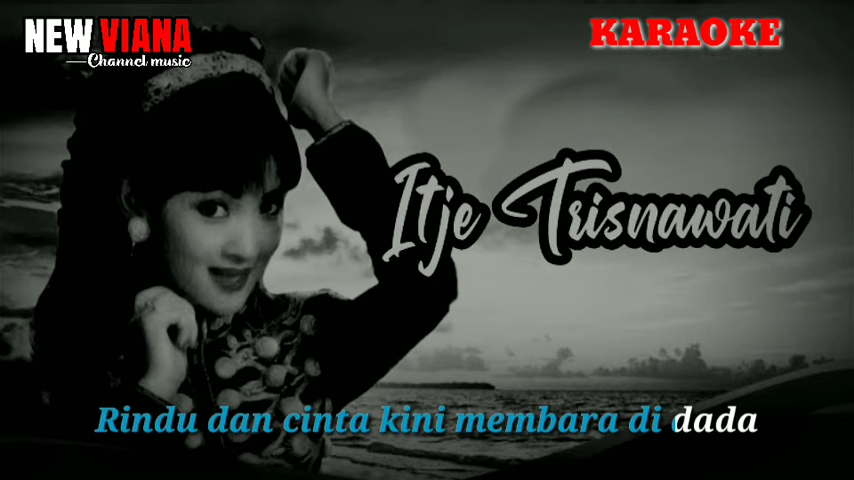 NEW VIANA
Channel music
KARAOKE
Itje Trisnawati
Rindu dan cinta kini membara di dada